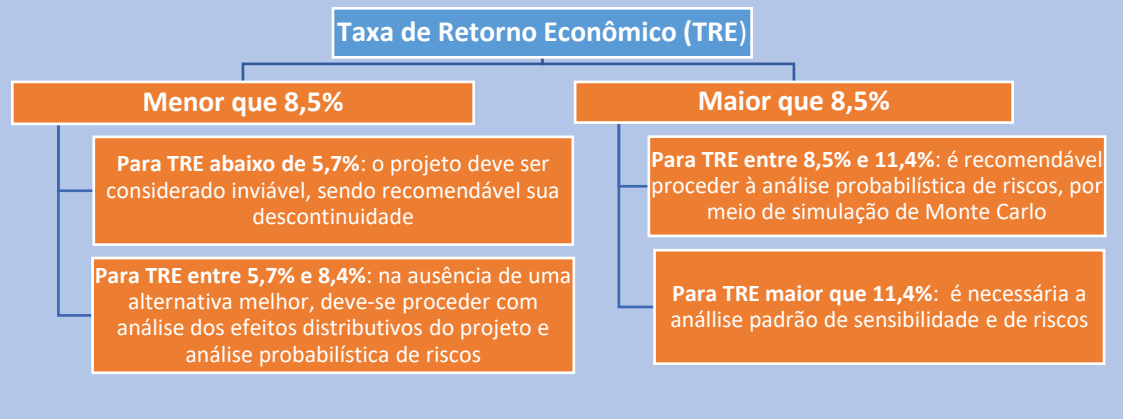 Taxa de Retorno Econômico (TRE)
Menor que 8,5%
Para TRE abaixo de 5,7%: o projeto deve ser
considerado inviável, sendo recomendável sua
descontinuidade
Para TRE entre 5,7% e 8,4%: na ausência de uma
alternativa melhor, deve-se proceder com
análise dos efeitos distributivos do projeto e
análise probabilística de riscos
Maior que 8,5%
Para TRE entre 8,5% e 11,4%: é recomendável
proceder à análise probabilística de riscos, por
meio de simulação de Monte Carlo
Para TRE maior que 11,4%: é necessária a
anállise padrão de sensibilidade e de riscos